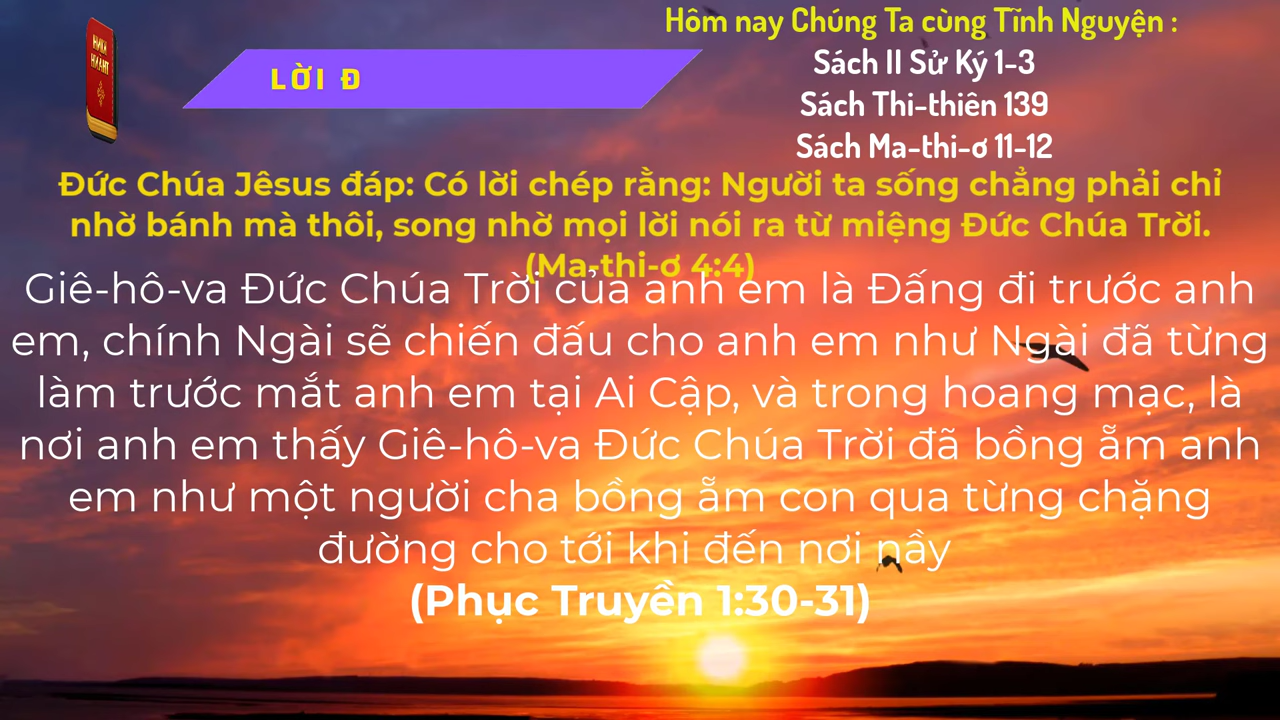 LỜI Đ
Hôm nay Chúng Ta cùng Tĩnh Nguyện :
Sách II Sử Ký 1-3
Sách Thi-thiên 139
Sách Ma-thi-ơ 11-12
Đức Chúa Jêsus đáp: Có lời chép rằng: Người ta sống chẳng phải chỉ
nhờ bánh mà thôi, song nhờ mọi lời nói ra từ miệng Đức Chúa Trời.
(Ma-thi-ơ 4:4)
Giê-hô-va Đức Chúa Trời của anh em là Đấng đi trước anh
em, chính Ngài sẽ chiến đấu cho anh em như Ngài đã từng
làm trước mắt anh em tại Ai Cập, và trong hoang mạc, là
nơi anh em thấy Giê-hô-va Đức Chúa Trời đã bồng ẵm anh
em như một người cha bồng ẵm con qua từng chặng
đường cho tới khi đến nơi nầy
(Phục Truyền 1:30-31)